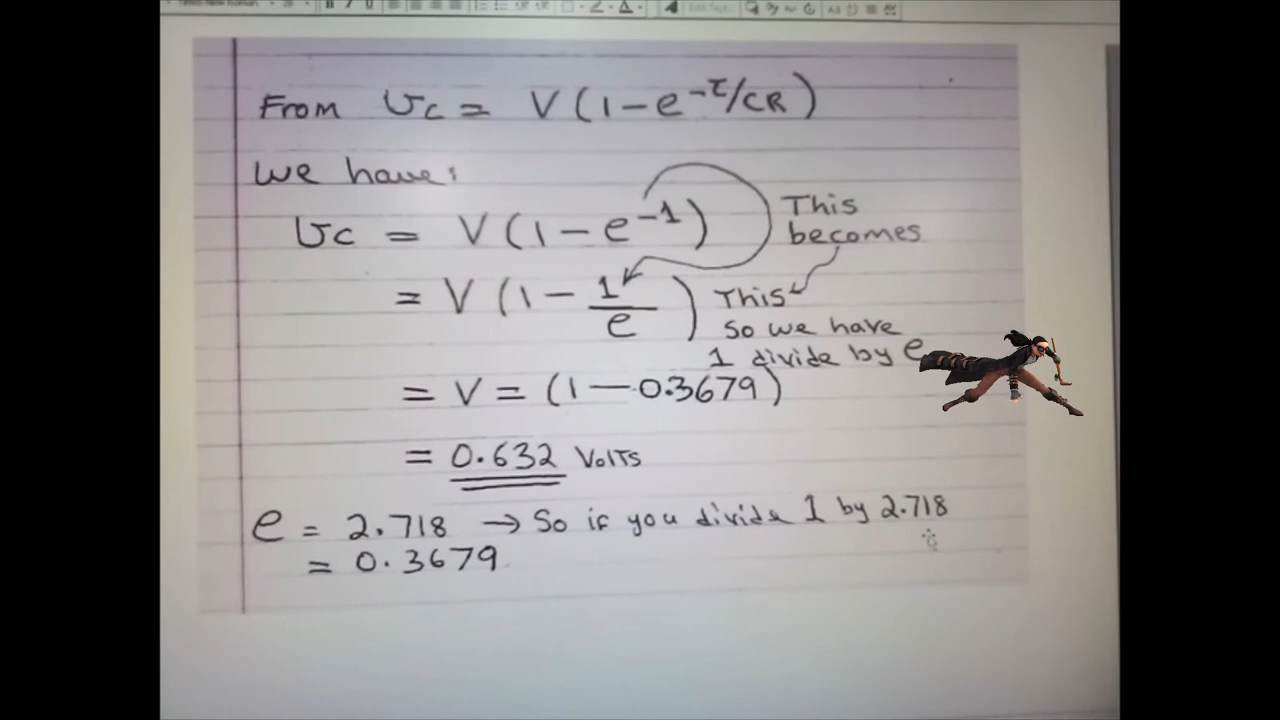 From Vc = V(1-e^-τ/CR)
We have:
Vc = V(1-e^-1)
This
becomes
= V(1-1/e)
This
so we have
1 divide by e
= V = (1-0.3679)
= 0.632 Volts
e = 2.718 → So if you divide 1 by 2.718
= 0.3679